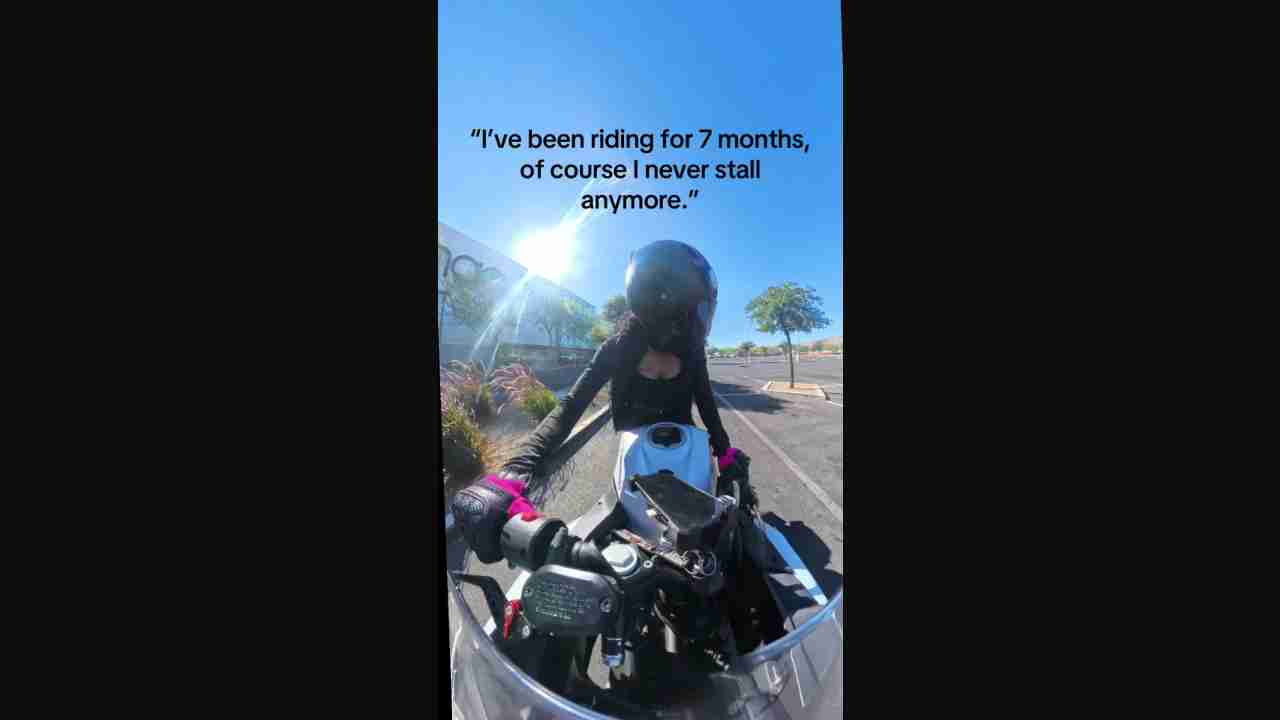 “I’ve been riding for 7 months,
of course I never stall
anymore.”